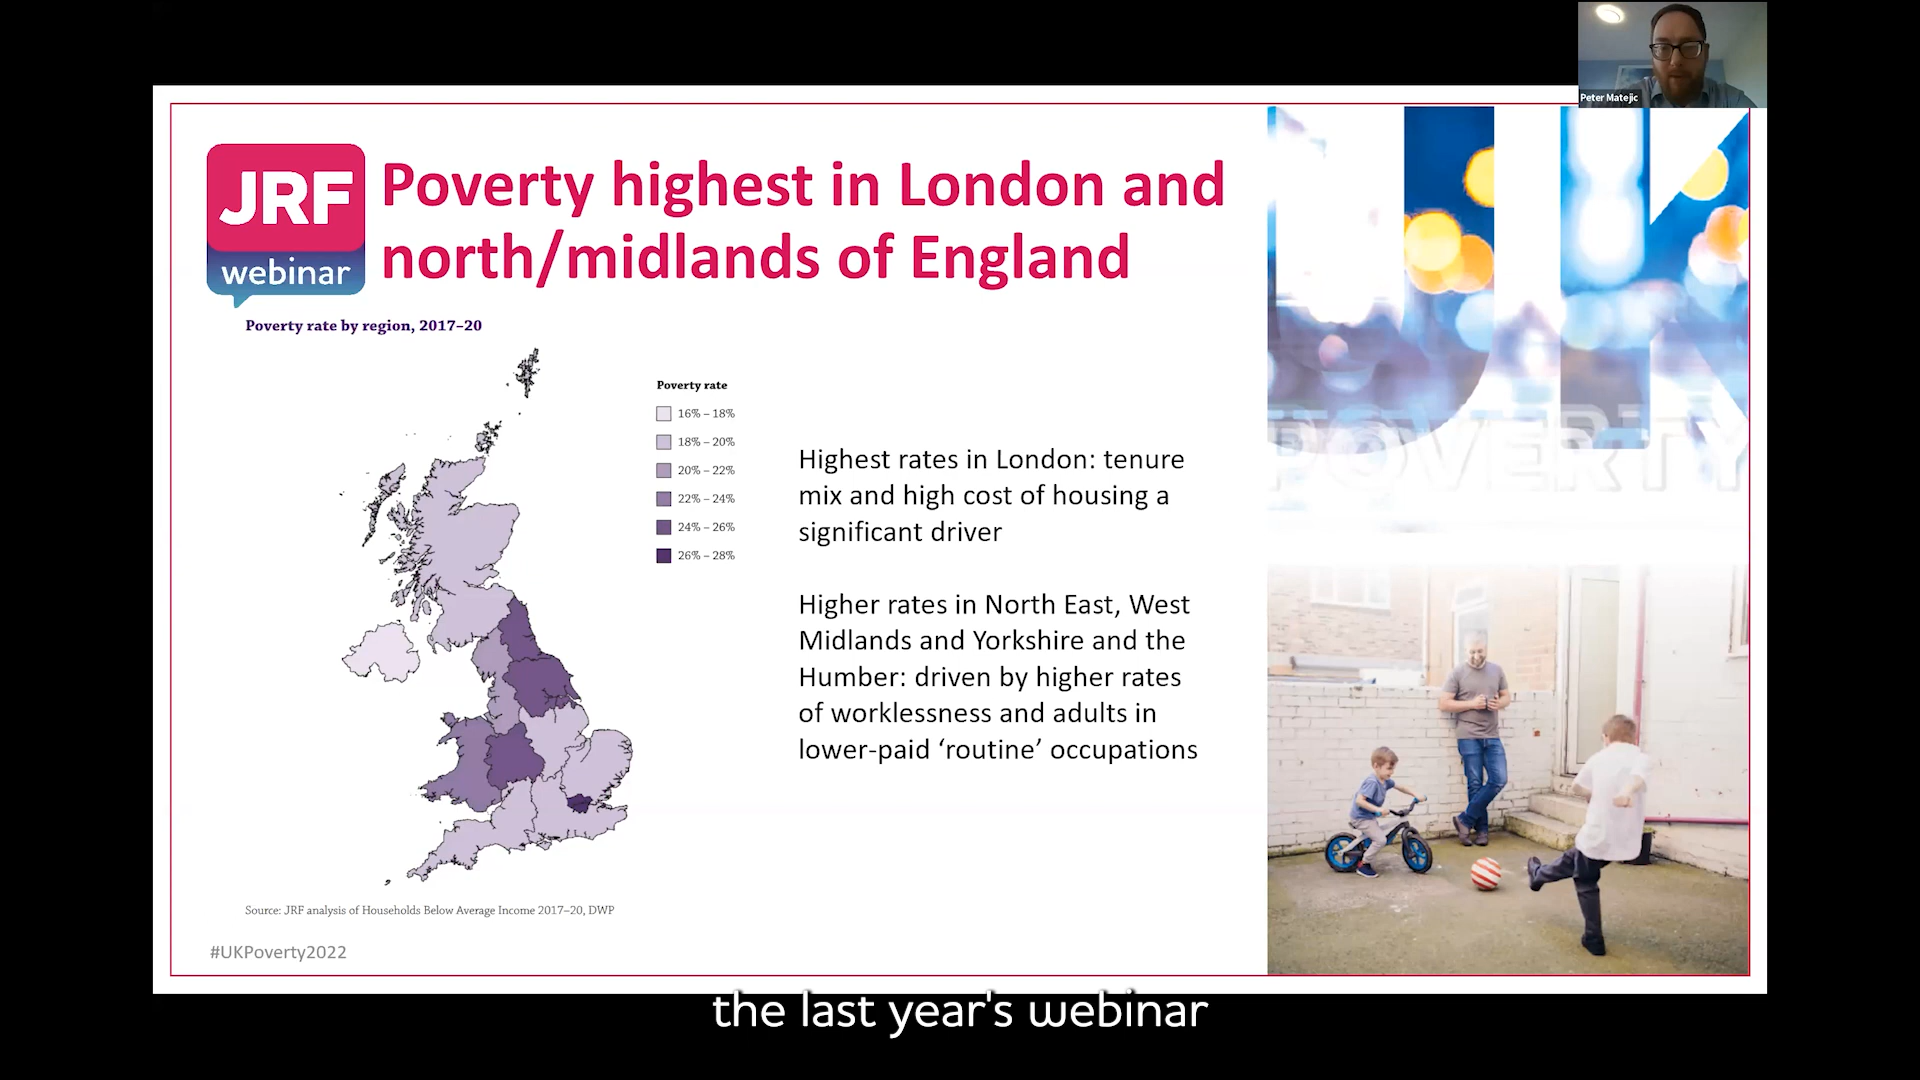 Peter Matejic
JRF
webinar
Poverty highest in London and
north/midlands of England
Poverty rate by region, 2017–20
Poverty rate
16% – 18%
18% – 20%
20% – 22%
22% – 24%
24% – 26%
26% – 28%
Highest rates in London: tenure
mix and high cost of housing a
significant driver
Higher rates in North East, West
Midlands and Yorkshire and the
Humber: driven by higher rates
of worklessness and adults in
lower-paid ‘routine’ occupations
Source: JRF analysis of Households Below Average Income 2017–20, DWP
#UKPoverty2022
UK
POVERTY
the last year's webinar